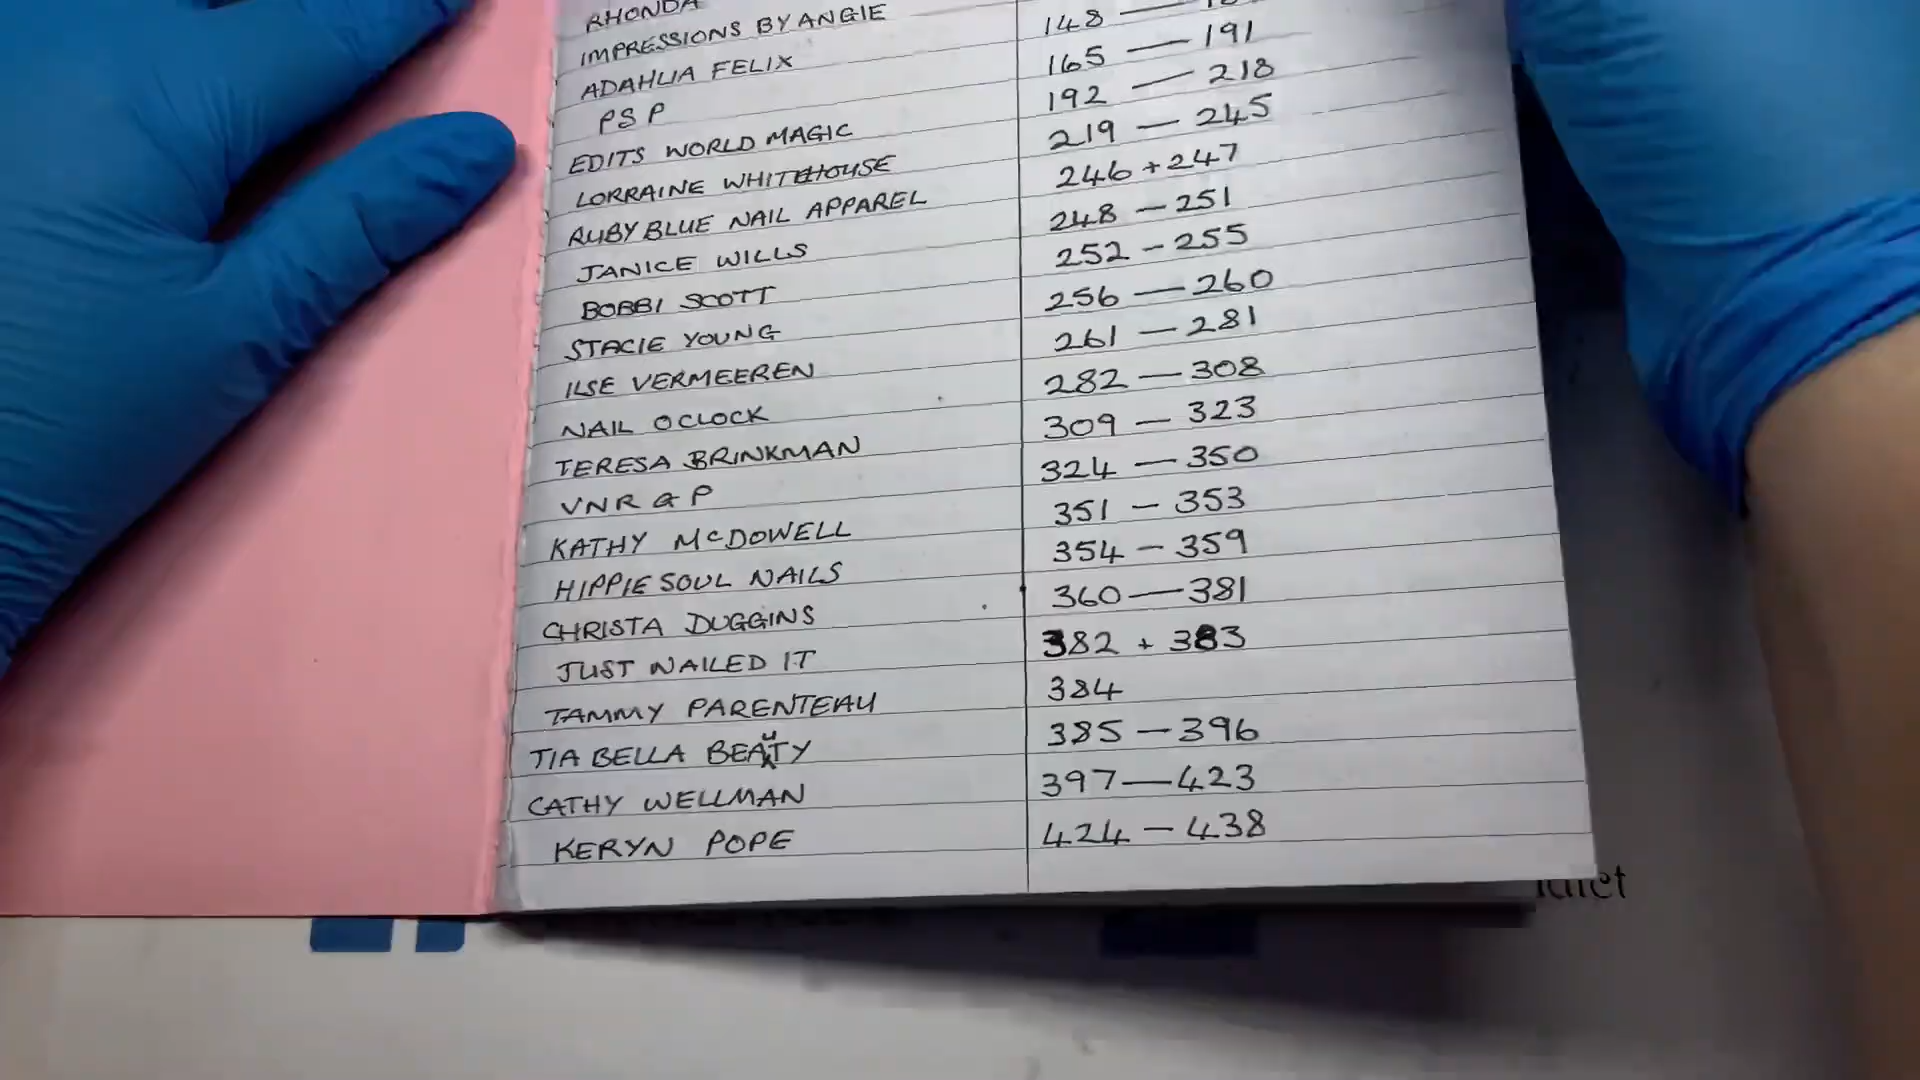 RHONDA
IMPRESSIONS BY ANGIE
ADAHLIA FELIX 148 —
PSP 165 — 191
EDITS WORLD MAGIC 192 — 218
LORRAINE WHITEHOUSE 219 — 245
RUBY BLUE NAIL APPAREL 246 + 247
JANICE WILLS 248 — 251
BOBBI SCOTT 252 - 255
STACIE YOUNG 256 — 260
ILSE VERMEEREN 261 — 281
NAIL OCLOCK 282 — 308
TERESA BRINKMAN 309 — 323
VNR G P 324 — 350
KATHY McDOWELL 351 - 353
HIPPIE SOUL NAILS 354 - 359
CHRISTA DUGGINS 360 — 381
JUST NAILED IT 382 + 383
TAMMY PARENTEAU 384
TIA BELLA BEAUTY 385 — 396
CATHY WELLMAN 397 — 423
KERYN POPE 424 - 438